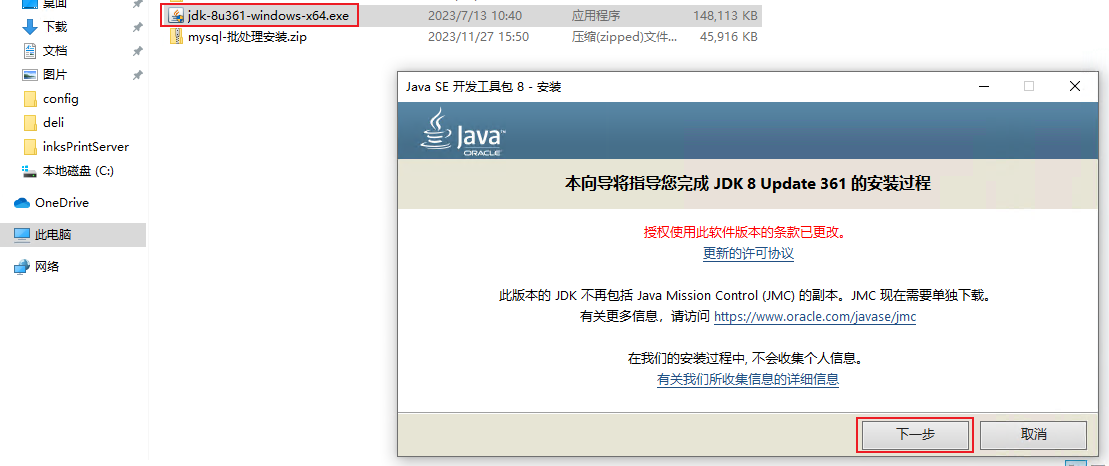 桌面
下载
文档
图片
config
deli
inksPrintServer
本地磁盘 (C:)
OneDrive
此电脑
网络
jdk-8u361-windows-x64.exe 2023/7/13 10:40 应用程序 148,113 KB
mysql-批处理安装.zip 2023/11/27 15:50 压缩(zipped)文件... 45,916 KB
Java SE 开发工具包 8 - 安装
Java™
ORACLE
本向导将指导您完成 JDK 8 Update 361 的安装过程
授权使用此软件版本的条款已更改。
更新的许可协议
此版本的 JDK 不再包括 Java Mission Control (JMC) 的副本。JMC 现在需要单独下载。
有关更多信息，请访问 https://www.oracle.com/javase/jmc
在我们的安装过程中, 不会收集个人信息。
有关我们所收集信息的详细信息
下一步
取消